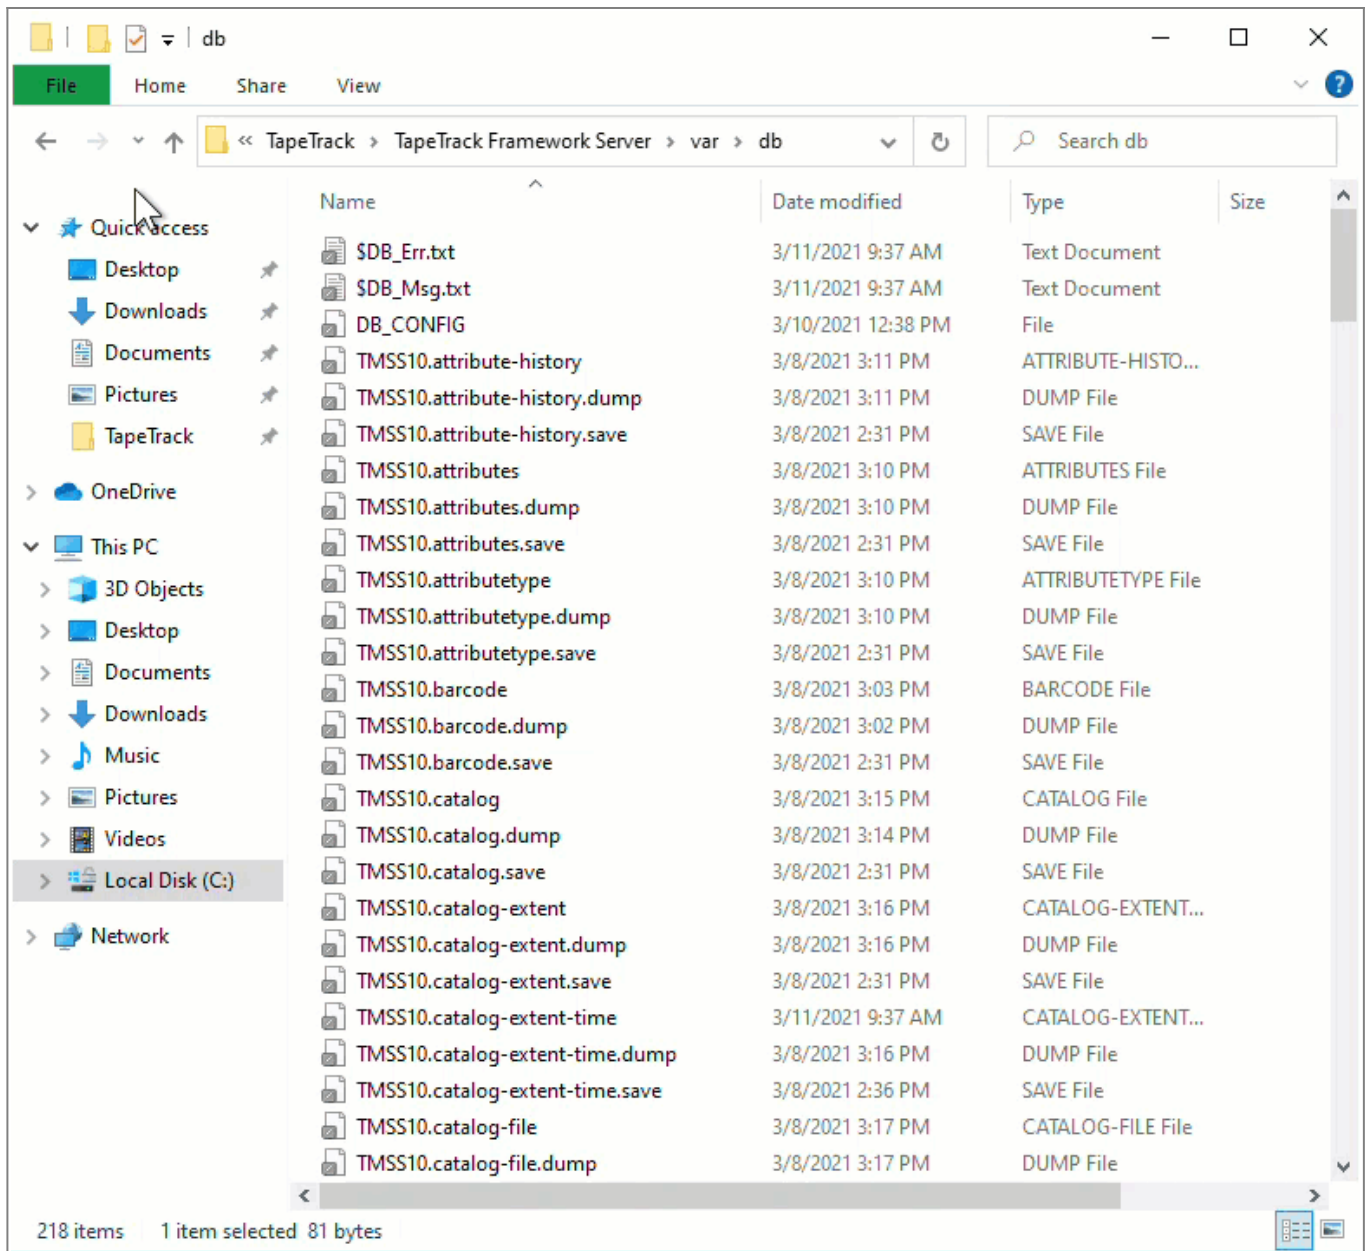 db
File Home Share View
« TapeTrack > TapeTrack Framework Server > var > db
Search db
Quick access
Desktop
Downloads
Documents
Pictures
TapeTrack
OneDrive
This PC
3D Objects
Desktop
Documents
Downloads
Music
Pictures
Videos
Local Disk (C:)
Network
Name Date modified Type Size
$DB_Err.txt 3/11/2021 9:37 AM Text Document
$DB_Msg.txt 3/11/2021 9:37 AM Text Document
DB_CONFIG 3/10/2021 12:38 PM File
TMSS10.attribute-history 3/8/2021 3:11 PM ATTRIBUTE-HISTO...
TMSS10.attribute-history.dump 3/8/2021 3:11 PM DUMP File
TMSS10.attribute-history.save 3/8/2021 2:31 PM SAVE File
TMSS10.attributes 3/8/2021 3:10 PM ATTRIBUTES File
TMSS10.attributes.dump 3/8/2021 3:10 PM DUMP File
TMSS10.attributes.save 3/8/2021 2:31 PM SAVE File
TMSS10.attributetype 3/8/2021 3:10 PM ATTRIBUTETYPE File
TMSS10.attributetype.dump 3/8/2021 3:10 PM DUMP File
TMSS10.attributetype.save 3/8/2021 2:31 PM SAVE File
TMSS10.barcode 3/8/2021 3:03 PM BARCODE File
TMSS10.barcode.dump 3/8/2021 3:02 PM DUMP File
TMSS10.barcode.save 3/8/2021 2:31 PM SAVE File
TMSS10.catalog 3/8/2021 3:15 PM CATALOG File
TMSS10.catalog.dump 3/8/2021 3:14 PM DUMP File
TMSS10.catalog.save 3/8/2021 2:31 PM SAVE File
TMSS10.catalog-extent 3/8/2021 3:16 PM CATALOG-EXTENT...
TMSS10.catalog-extent.dump 3/8/2021 3:16 PM DUMP File
TMSS10.catalog-extent.save 3/8/2021 2:31 PM SAVE File
TMSS10.catalog-extent-time 3/11/2021 9:37 AM CATALOG-EXTENT...
TMSS10.catalog-extent-time.dump 3/8/2021 3:16 PM DUMP File
TMSS10.catalog-extent-time.save 3/8/2021 2:36 PM SAVE File
TMSS10.catalog-file 3/8/2021 3:17 PM CATALOG-FILE File
TMSS10.catalog-file.dump 3/8/2021 3:17 PM DUMP File
218 items 1 item selected 81 bytes